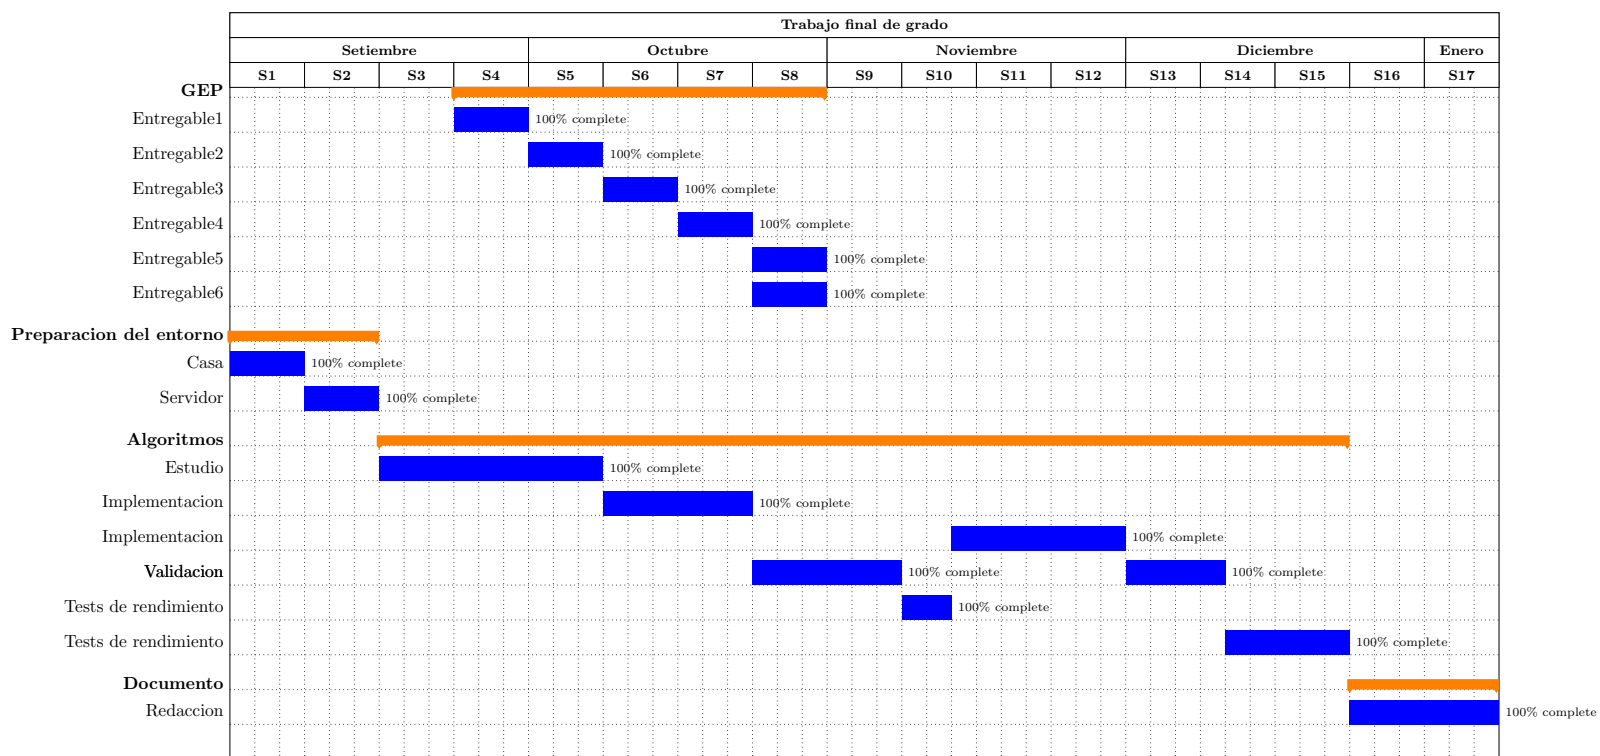 Trabajo final de grado
Setiembre Octubre Noviembre Diciembre Enero
S1 S2 S3 S4 S5 S6 S7 S8 S9 S10 S11 S12 S13 S14 S15 S16 S17
GEP
Entregable1 100% complete
Entregable2 100% complete
Entregable3 100% complete
Entregable4 100% complete
Entregable5 100% complete
Entregable6 100% complete
Preparacion del entorno
Casa 100% complete
Servidor 100% complete
Algoritmos
Estudio 100% complete
Implementacion 100% complete
Implementacion 100% complete
Validacion 100% complete 100% complete
Tests de rendimiento 100% complete
Tests de rendimiento 100% complete
Documento
Redaccion 100% complete